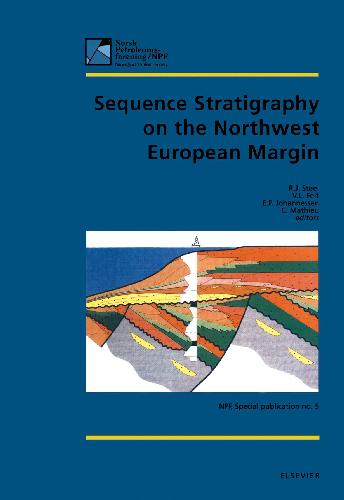 Norsk
Petroleums-
forening/NPF
Sequence Stratigraphy
on the Northwest
European Margin
R.J. Steel
V.L. Felt
E.P. Johannessen
C. Mathieu
editors
NPF Special publication no. 5
ELSEVIER